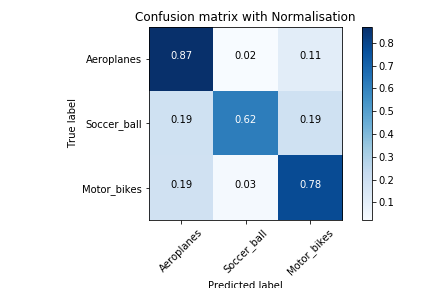 Confusion matrix with Normalisation
True label
Aeroplanes 0.87 0.02 0.11
Soccer_ball 0.19 0.62 0.19
Motor_bikes 0.19 0.03 0.78
Aeroplanes Soccer_ball Motor_bikes
Predicted label
0.8
0.7
0.6
0.5
0.4
0.3
0.2
0.1